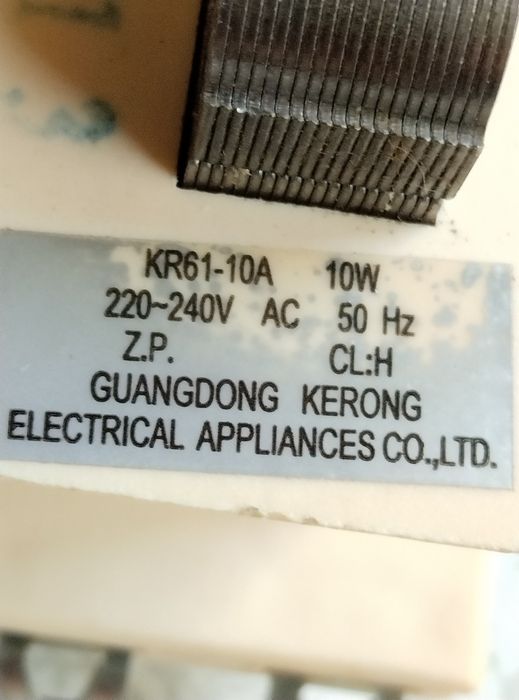 KR61-10A 10W
220~240V AC 50 Hz
Z.P. CL:H
GUANGDONG KERONG
ELECTRICAL APPLIANCES CO.,LTD.